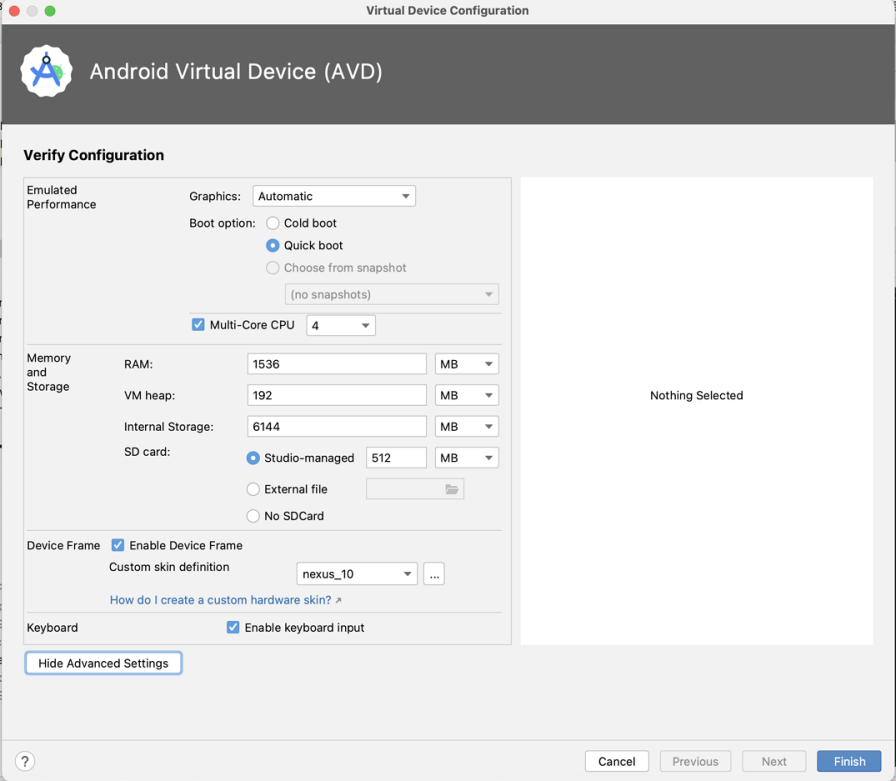 Virtual Device Configuration
Android Virtual Device (AVD)
Verify Configuration
Emulated
Performance
Graphics: Automatic
Boot option: Cold boot
Quick boot
Choose from snapshot
(no snapshots)
Multi-Core CPU 4
Memory
and
Storage
RAM: 1536 MB
VM heap: 192 MB
Internal Storage: 6144 MB
SD card: Studio-managed 512 MB
External file
No SDCard
Device Frame Enable Device Frame
Custom skin definition nexus_10 ...
How do I create a custom hardware skin? ↗
Keyboard Enable keyboard input
Hide Advanced Settings
Nothing Selected
? Cancel Previous Next Finish